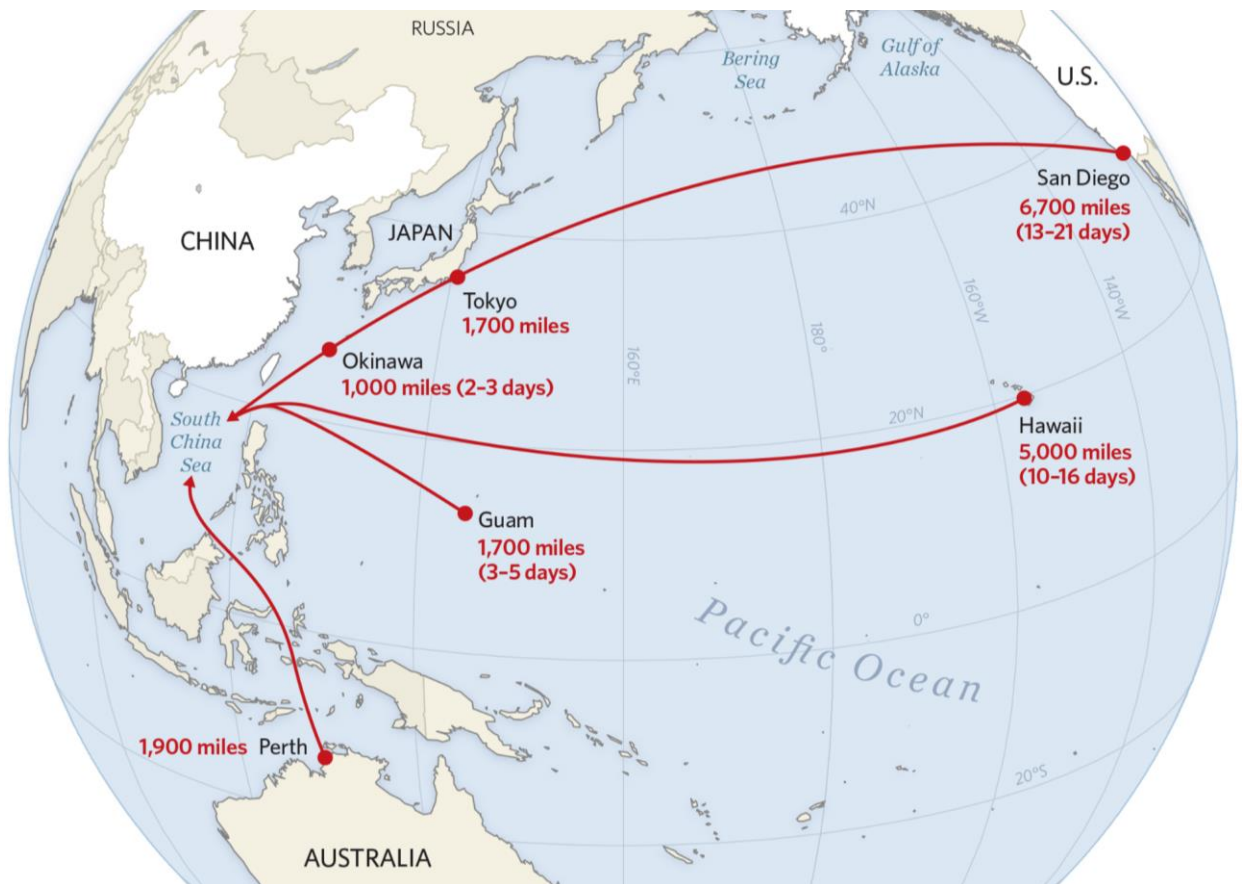 RUSSIA
Bering
Sea
Gulf of
Alaska
U.S.
San Diego
6,700 miles
(13–21 days)
40°N
CHINA
JAPAN
Tokyo
1,700 miles
160°W
140°W
180°
160°E
Okinawa
1,000 miles (2–3 days)
20°N
Hawaii
5,000 miles
(10–16 days)
South
China
Sea
Guam
1,700 miles
(3–5 days)
Pacific Ocean
0°
1,900 miles Perth
20°S
AUSTRALIA